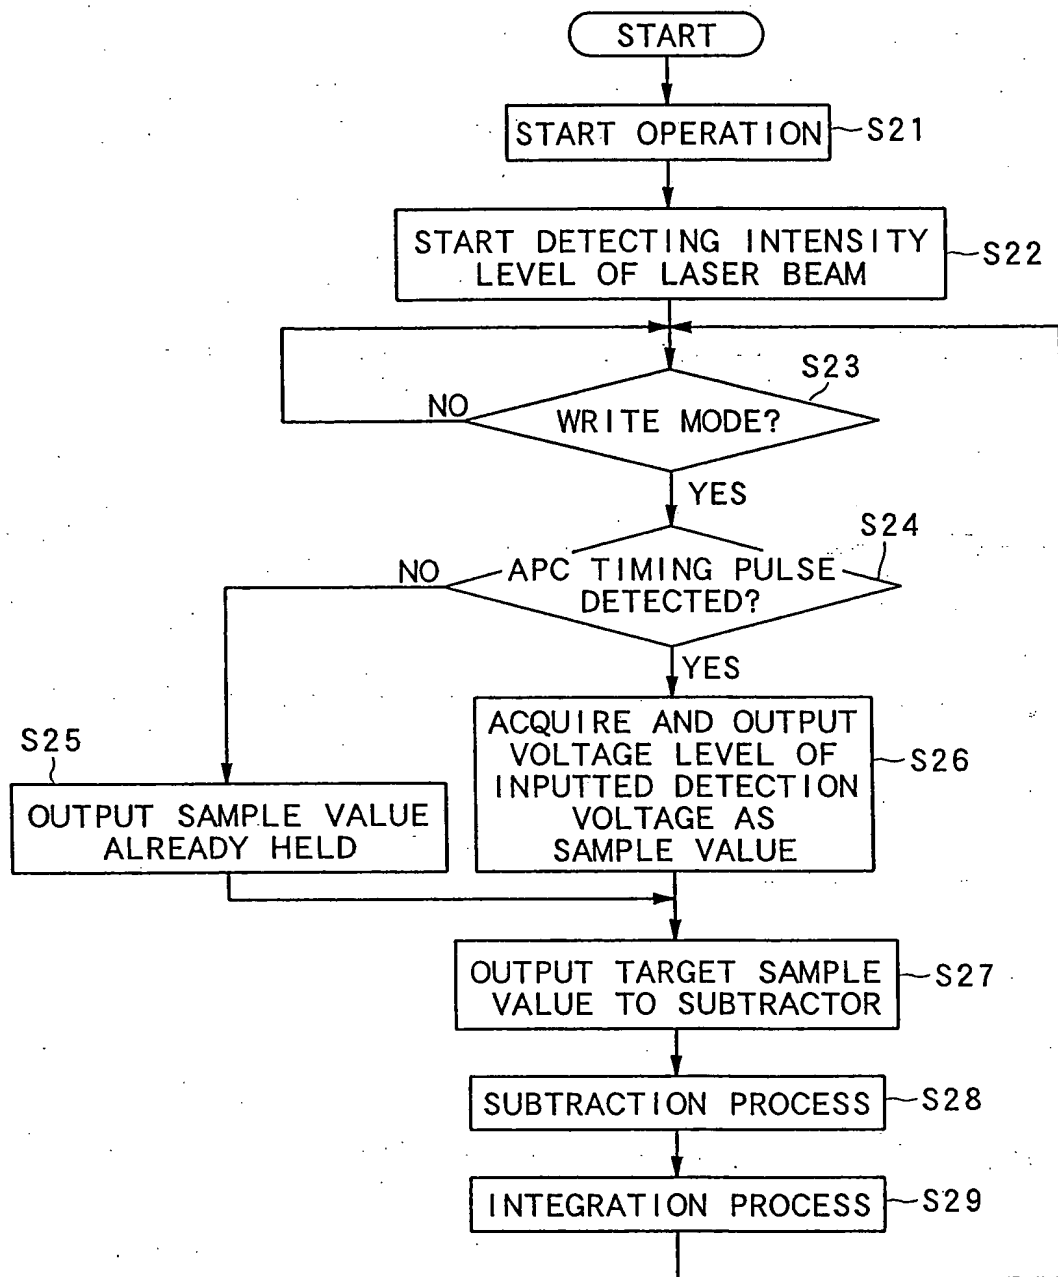 START
START OPERATION
S21
START DETECTING INTENSITY
LEVEL OF LASER BEAM
S22
S23
NO
WRITE MODE?
YES
S24
NO
APC TIMING PULSE
DETECTED?
YES
S25
OUTPUT SAMPLE VALUE
ALREADY HELD
ACQUIRE AND OUTPUT
VOLTAGE LEVEL OF
INPUTTED DETECTION
VOLTAGE AS
SAMPLE VALUE
S26
OUTPUT TARGET SAMPLE
VALUE TO SUBTRACTOR
S27
SUBTRACTION PROCESS
S28
INTEGRATION PROCESS
S29